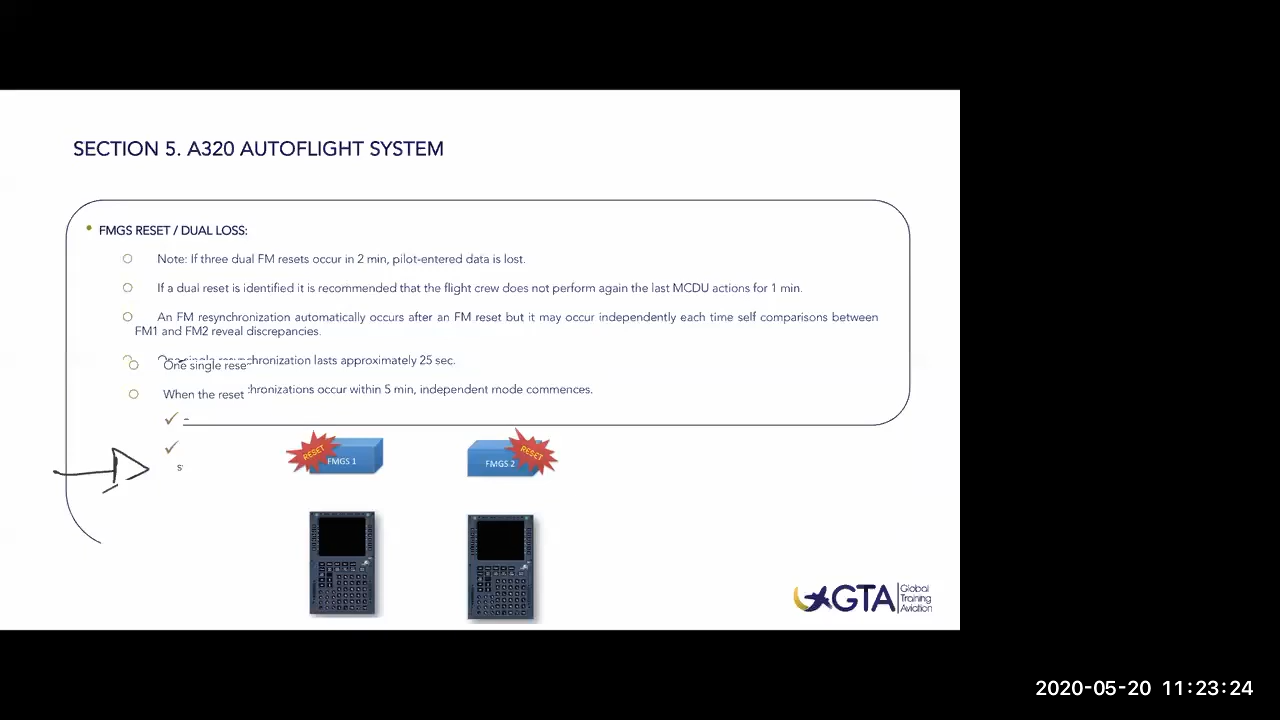 SECTION 5. A320 AUTOFLIGHT SYSTEM
FMGS RESET / DUAL LOSS:
Note: If three dual FM resets occur in 2 min, pilot-entered data is lost.
If a dual reset is identified it is recommended that the flight crew does not perform again the last MCDU actions for 1 min.
An FM resynchronization automatically occurs after an FM reset but it may occur independently each time self comparisons between
FM1 and FM2 reveal discrepancies.
lasts approximately 25 sec.
One single rese
When the reset
occur within 5 min, independent mode commences.
RESET
FMGS 1
FMGS 2
RESET
GTA
Global
Training
Aviation
2020-05-20 11:23:24